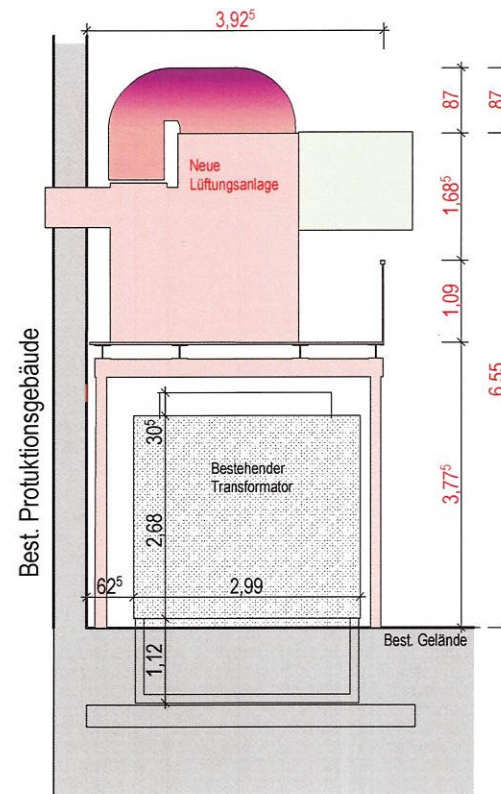 3,92⁵
87
87
Neue
Lüftungsanlage
1,68⁵
1,09
6,55
3,77⁵
Best. Protuktionsgebäude
30⁵
Bestehender
Transformator
2,68
62⁵
2,99
Best. Gelände
1,12